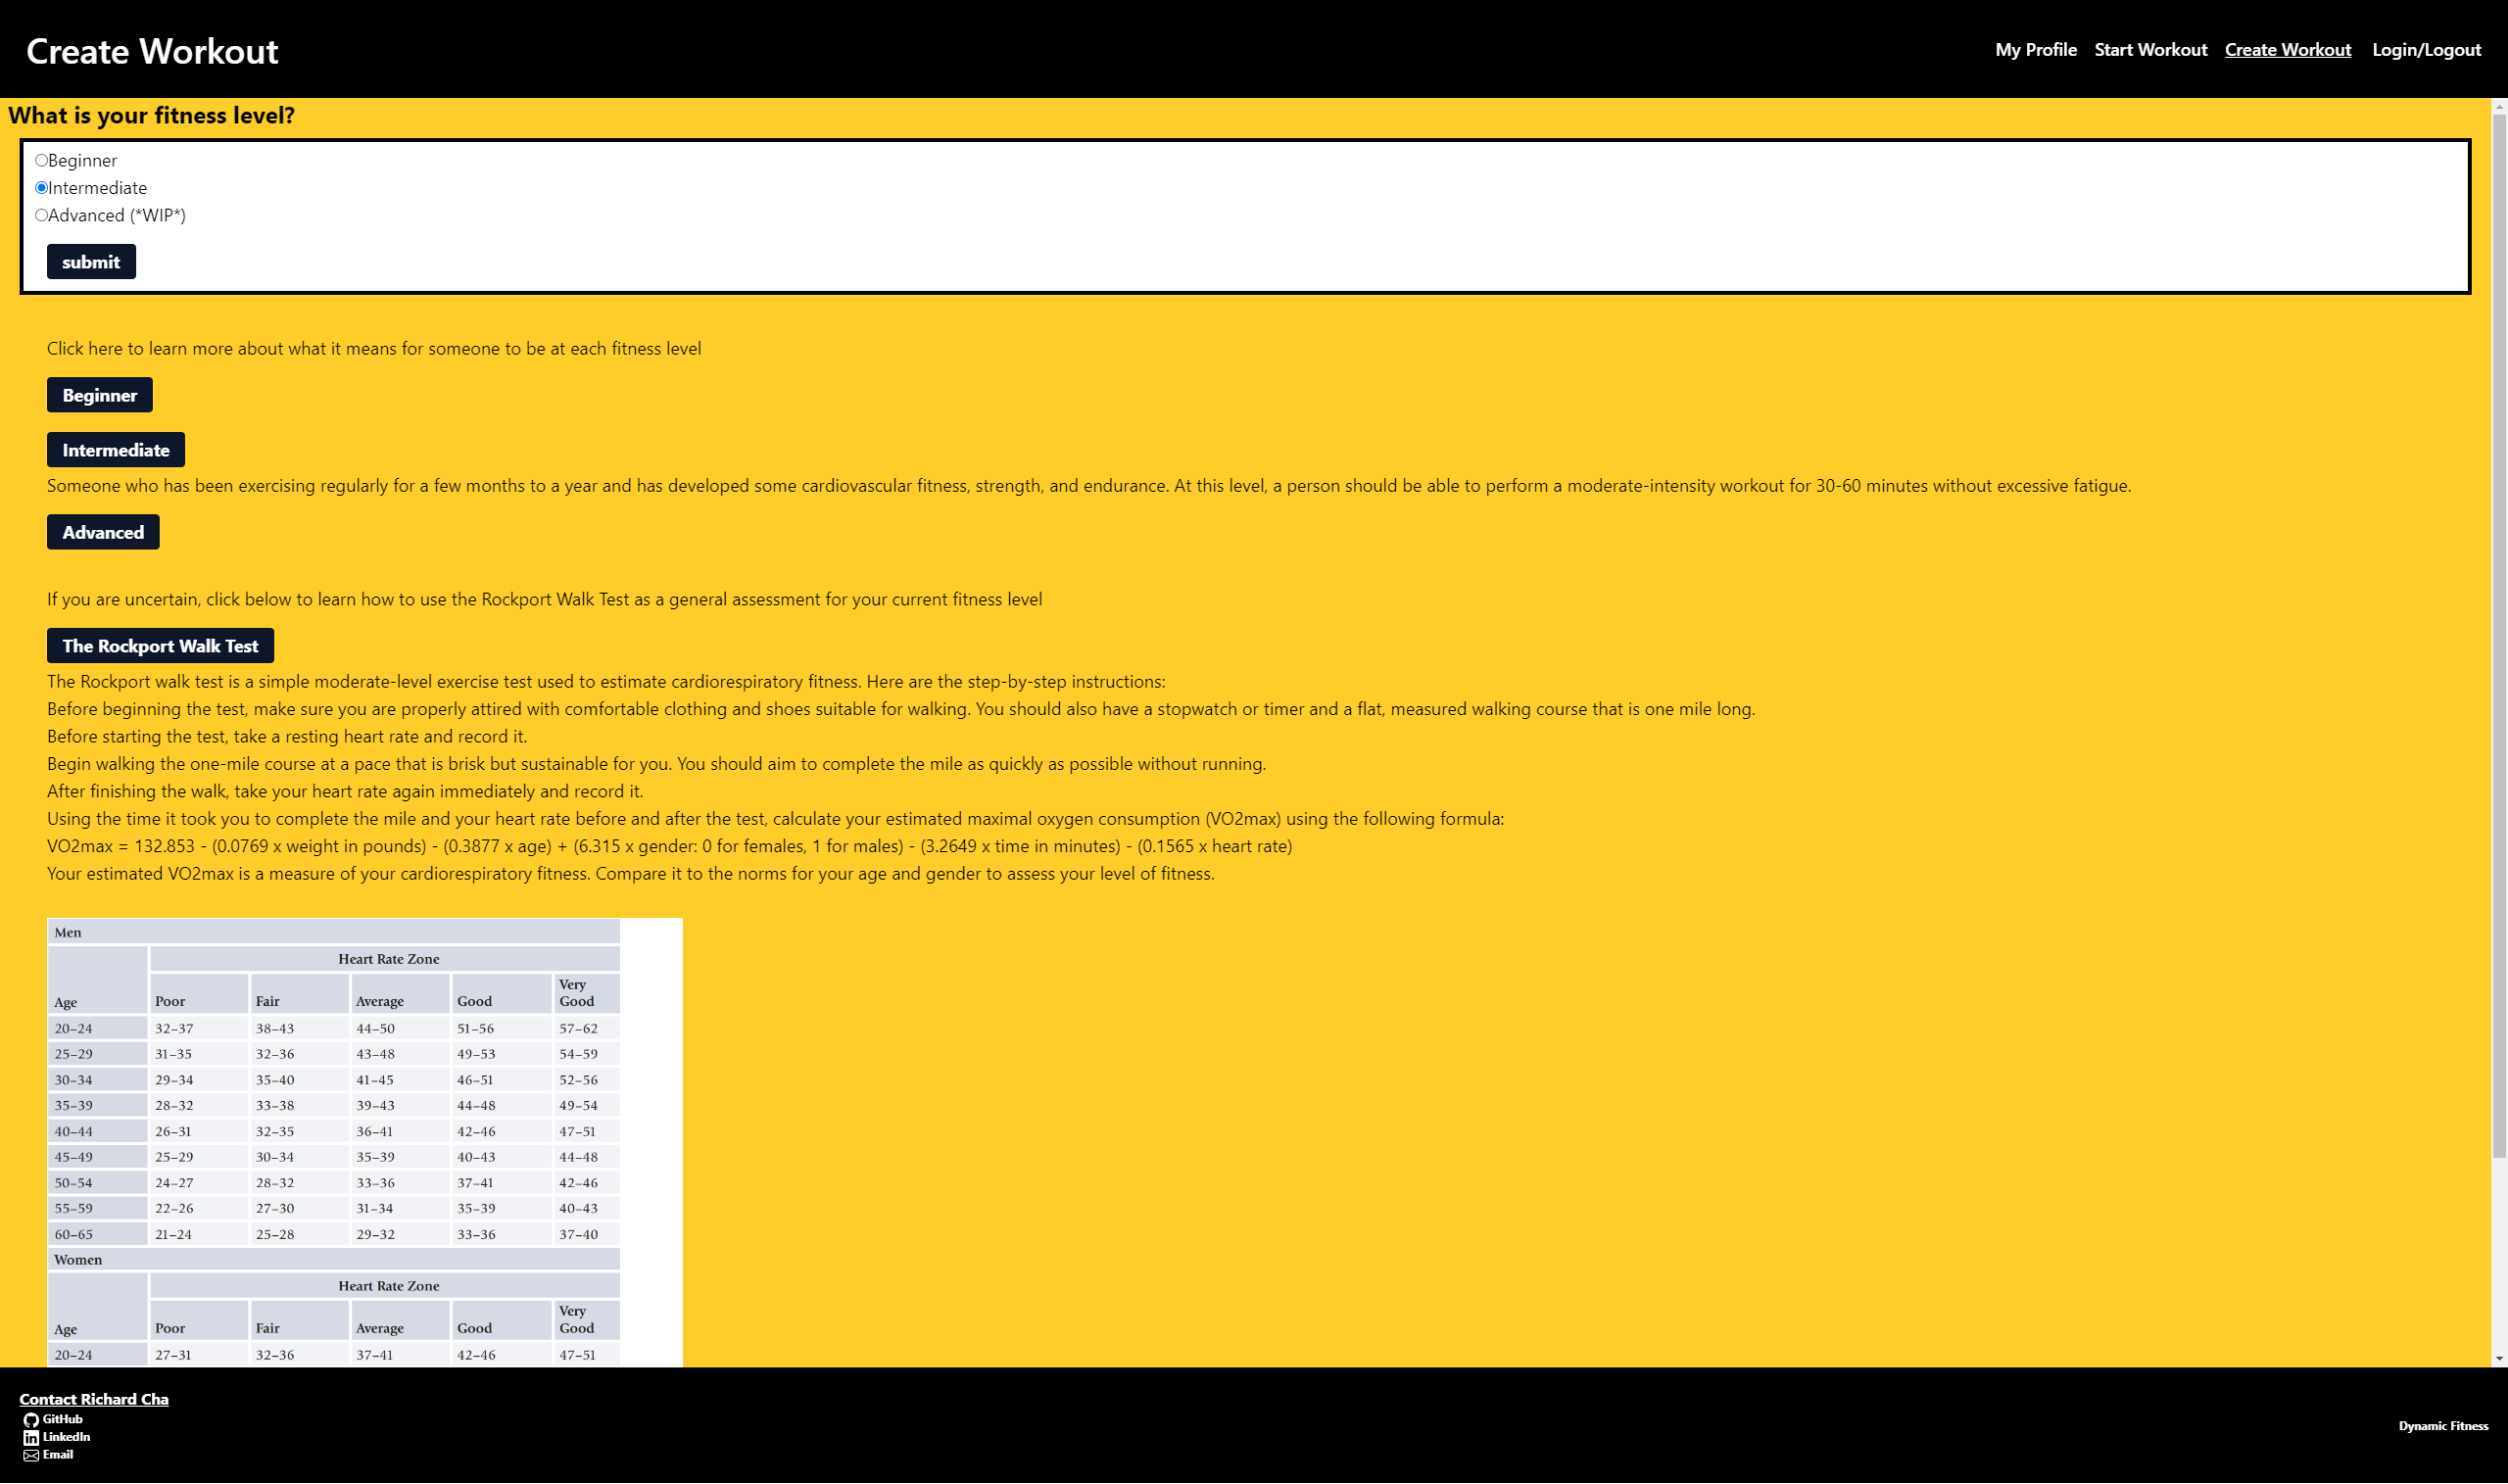 Create Workout
My Profile Start Workout Create Workout Login/Logout
What is your fitness level?
Beginner
Intermediate
Advanced (*WIP*)
submit
Click here to learn more about what it means for someone to be at each fitness level
Beginner
Intermediate
Someone who has been exercising regularly for a few months to a year and has developed some cardiovascular fitness, strength, and endurance. At this level, a person should be able to perform a moderate-intensity workout for 30-60 minutes without excessive fatigue.
Advanced
If you are uncertain, click below to learn how to use the Rockport Walk Test as a general assessment for your current fitness level
The Rockport Walk Test
The Rockport walk test is a simple moderate-level exercise test used to estimate cardiorespiratory fitness. Here are the step-by-step instructions:
Before beginning the test, make sure you are properly attired with comfortable clothing and shoes suitable for walking. You should also have a stopwatch or timer and a flat, measured walking course that is one mile long.
Before starting the test, take a resting heart rate and record it.
Begin walking the one-mile course at a pace that is brisk but sustainable for you. You should aim to complete the mile as quickly as possible without running.
After finishing the walk, take your heart rate again immediately and record it.
Using the time it took you to complete the mile and your heart rate before and after the test, calculate your estimated maximal oxygen consumption (VO2max) using the following formula:
VO2max = 132.853 - (0.0769 x weight in pounds) - (0.3877 x age) + (6.315 x gender: 0 for females, 1 for males) - (3.2649 x time in minutes) - (0.1565 x heart rate)
Your estimated VO2max is a measure of your cardiorespiratory fitness. Compare it to the norms for your age and gender to assess your level of fitness.
Men
Heart Rate Zone
Age Poor Fair Average Good Very Good
20–24 32–37 38–43 44–50 51–56 57–62
25–29 31–35 32–36 43–48 49–53 54–59
30–34 29–34 35–40 41–45 46–51 52–56
35–39 28–32 33–38 39–43 44–48 49–54
40–44 26–31 32–35 36–41 42–46 47–51
45–49 25–29 30–34 35–39 40–43 44–48
50–54 24–27 28–32 33–36 37–41 42–46
55–59 22–26 27–30 31–34 35–39 40–43
60–65 21–24 25–28 29–32 33–36 37–40
Women
Heart Rate Zone
Age Poor Fair Average Good Very Good
20–24 27–31 32–36 37–41 42–46 47–51
Contact Richard Cha
GitHub
LinkedIn
Email
Dynamic Fitness